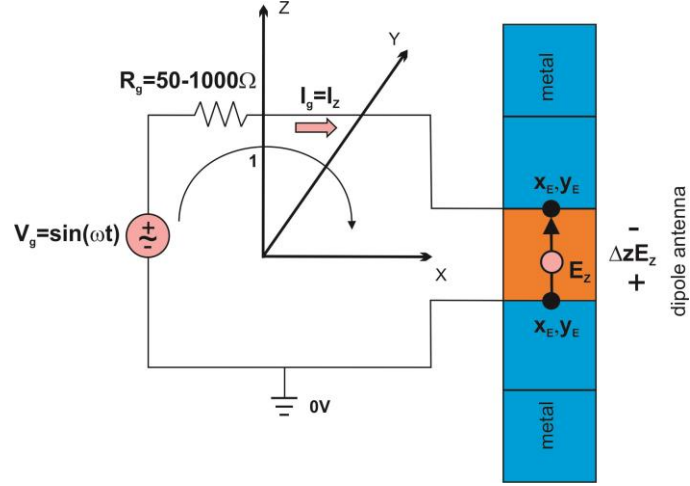 Z
Y
R_g=50-1000Ω
I_g=I_z
metal
1
x_E,y_E
+
~
-
V_g=sin(ωt)
-
ΔzE_z
+
E_z
X
x_E,y_E
dipole antenna
0V
metal